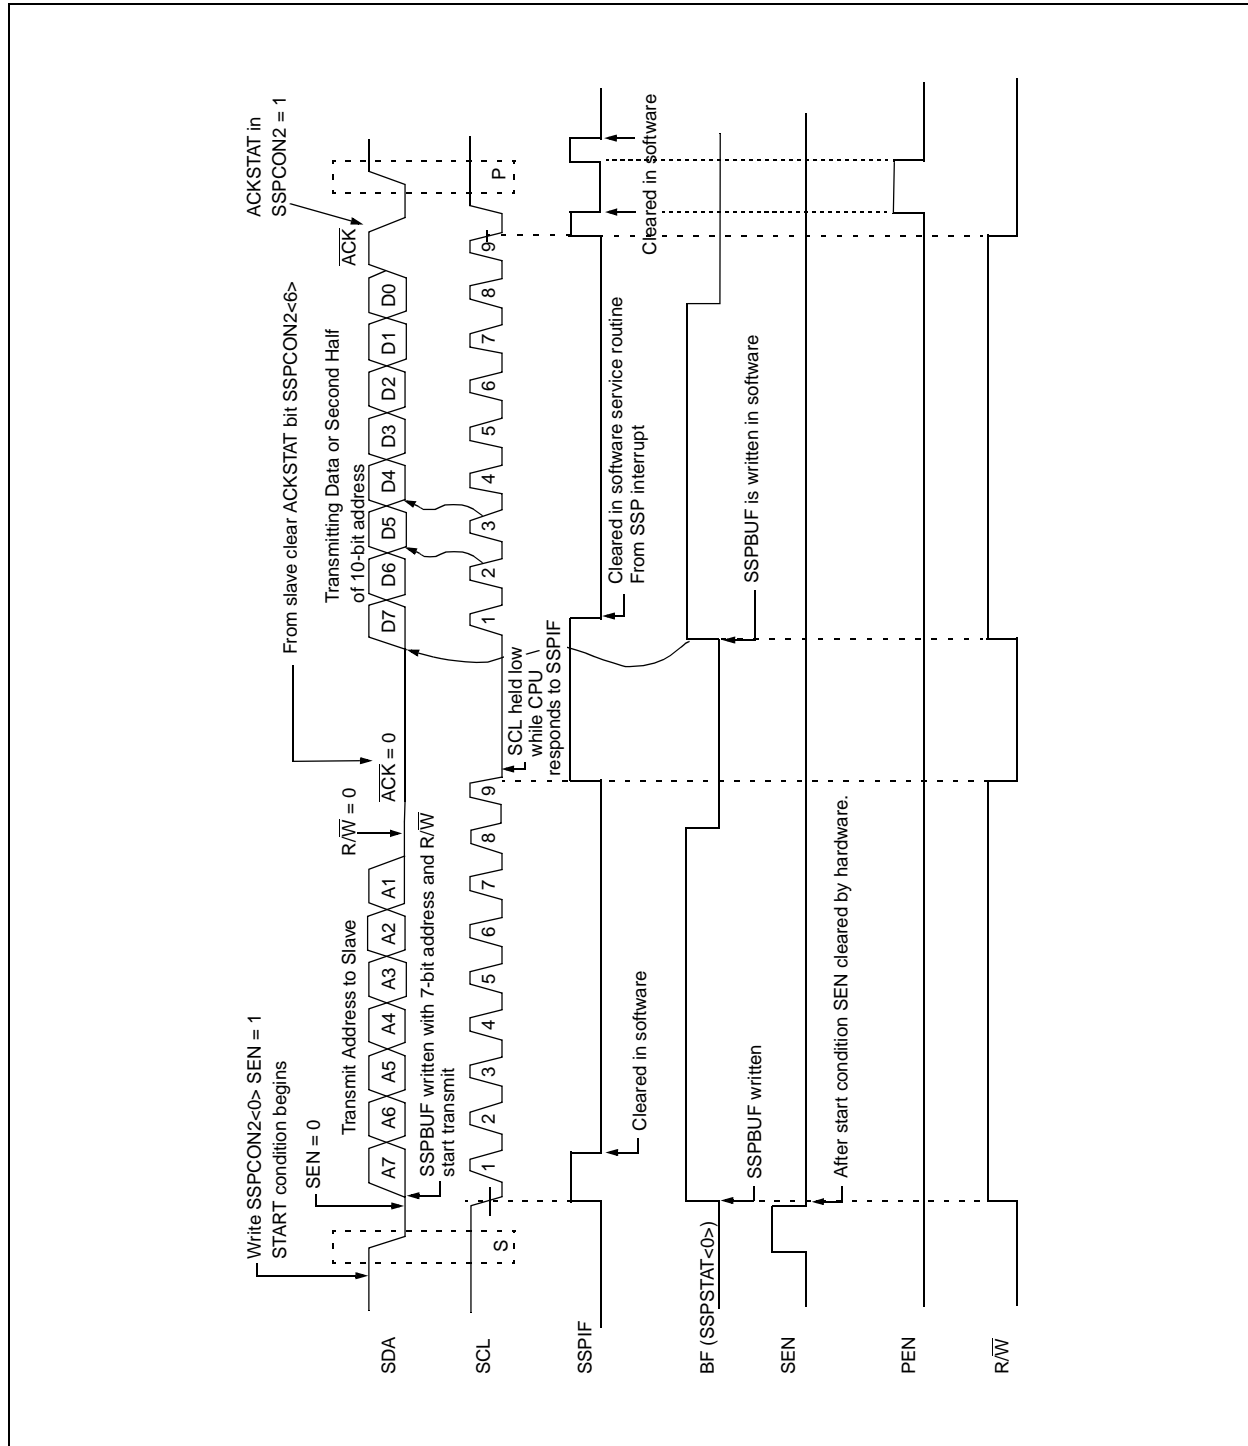 Write SSPCON2<0> SEN = 1
START condition begins
SEN = 0
Transmit Address to Slave
R/W = 0
From slave clear ACKSTAT bit SSPCON2<6>
ACK = 0
Transmitting Data or Second Half
of 10-bit address
ACKSTAT in
SSPCON2 = 1
ACK
SDA
A7 A6 A5 A4 A3 A2 A1
D7 D6 D5 D4 D3 D2 D1 D0
SSPBUF written with 7-bit address and R/W
start transmit
SCL
S
1 2 3 4 5 6 7 8 9
1 2 3 4 5 6 7 8 9
P
SCL held low
while CPU
responds to SSPIF
SSPIF
Cleared in software
Cleared in software service routine
From SSP interrupt
Cleared in software
Cleared in software
BF (SSPSTAT<0>)
SSPBUF written
SSPBUF is written in software
SEN
After start condition SEN cleared by hardware.
PEN
R/W